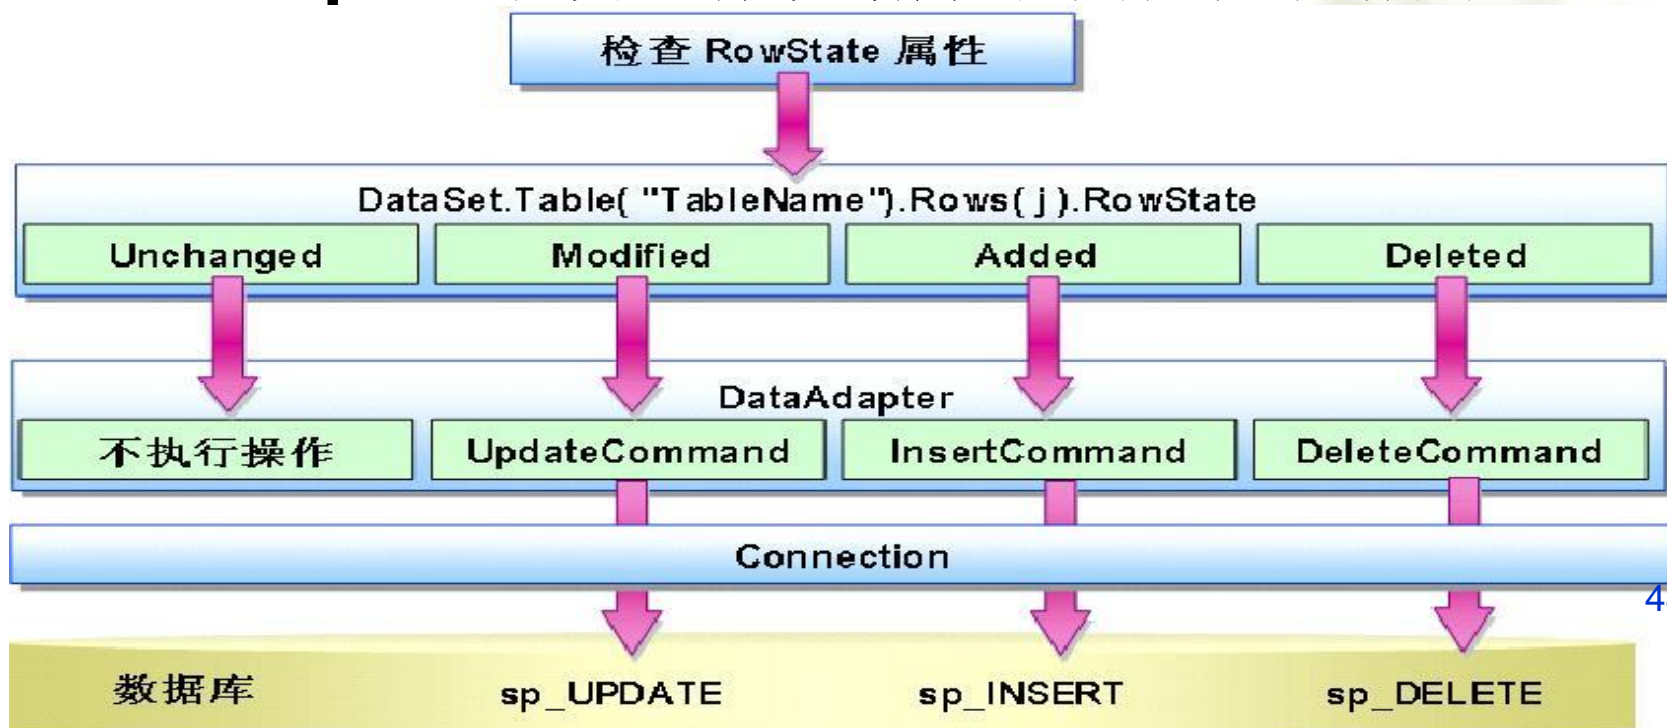 检查 RowState 属性
DataSet.Table( "TableName").Rows( j ).RowState
Unchanged Modified Added Deleted
DataAdapter
不执行操作 UpdateCommand InsertCommand DeleteCommand
Connection
4
数据库 sp_UPDATE sp_INSERT sp_DELETE